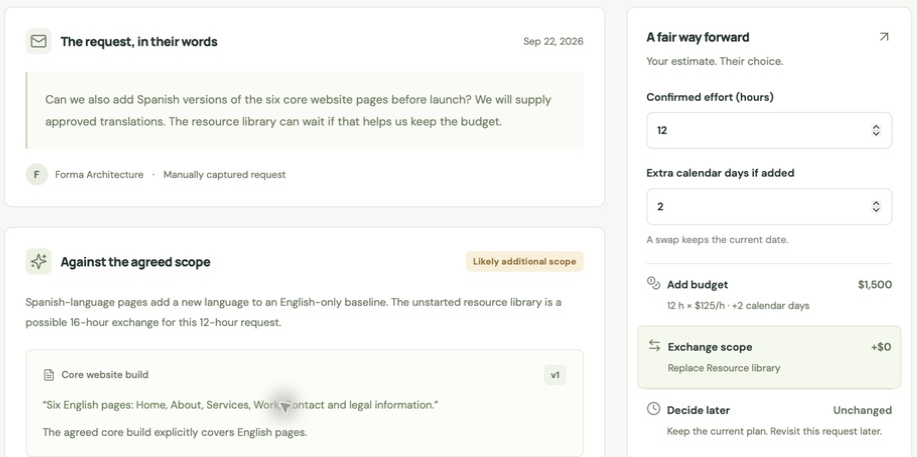 The request, in their words
Sep 22, 2026
Can we also add Spanish versions of the six core website pages before launch? We will supply
approved translations. The resource library can wait if that helps us keep the budget.
F
Forma Architecture · Manually captured request
Against the agreed scope
Likely additional scope
Spanish-language pages add a new language to an English-only baseline. The unstarted resource library is a
possible 16-hour exchange for this 12-hour request.
Core website build
v1
“Six English pages: Home, About, Services, Work, Contact and legal information.”
The agreed core build explicitly covers English pages.
A fair way forward
Your estimate. Their choice.
Confirmed effort (hours)
12
Extra calendar days if added
2
A swap keeps the current date.
Add budget
$1,500
12 h × $125/h · +2 calendar days
Exchange scope
+$0
Replace Resource library
Decide later
Unchanged
Keep the current plan. Revisit this request later.